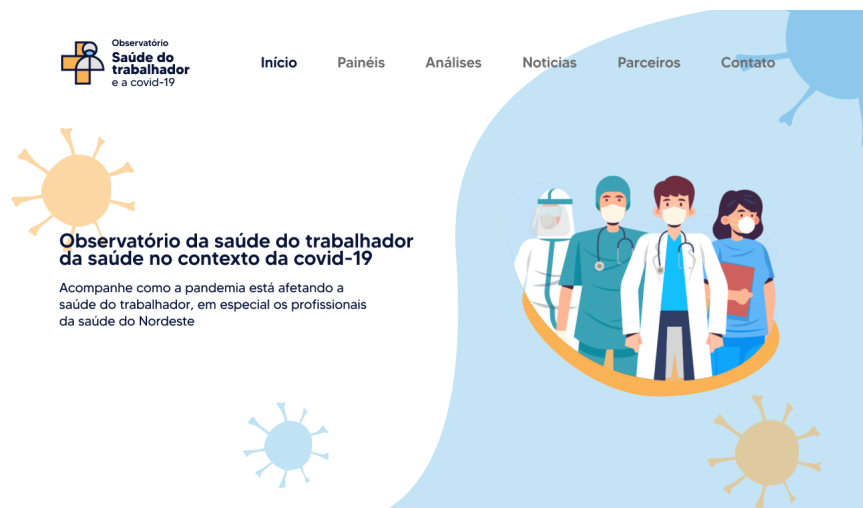 Observatório
Saúde do
trabalhador
e a covid-19
Início
Painéis
Análises
Noticias
Parceiros
Contato
Observatório da saúde do trabalhador
da saúde no contexto da covid-19
Acompanhe como a pandemia está afetando a
saúde do trabalhador, em especial os profissionais
da saúde do Nordeste